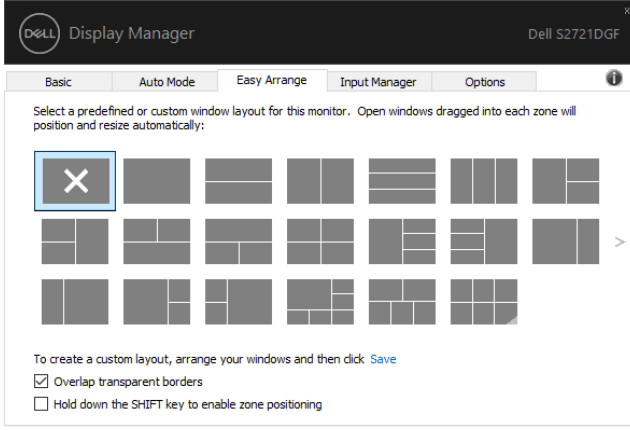 DELL Display Manager
Dell S2721DGF
Basic Auto Mode Easy Arrange Input Manager Options
Select a predefined or custom window layout for this monitor. Open windows dragged into each zone will
position and resize automatically:
To create a custom layout, arrange your windows and then click Save
Overlap transparent borders
Hold down the SHIFT key to enable zone positioning